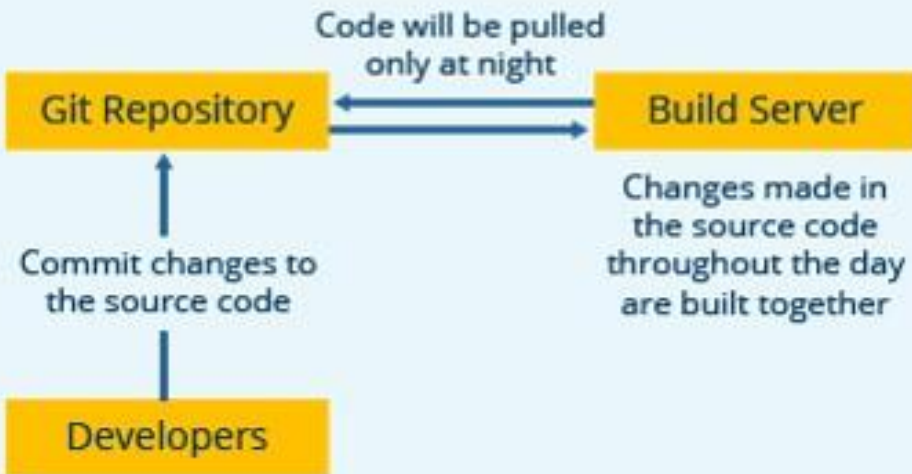 Code will be pulled
only at night
Git Repository
Build Server
Changes made in
the source code
throughout the day
are built together
Commit changes to
the source code
Developers